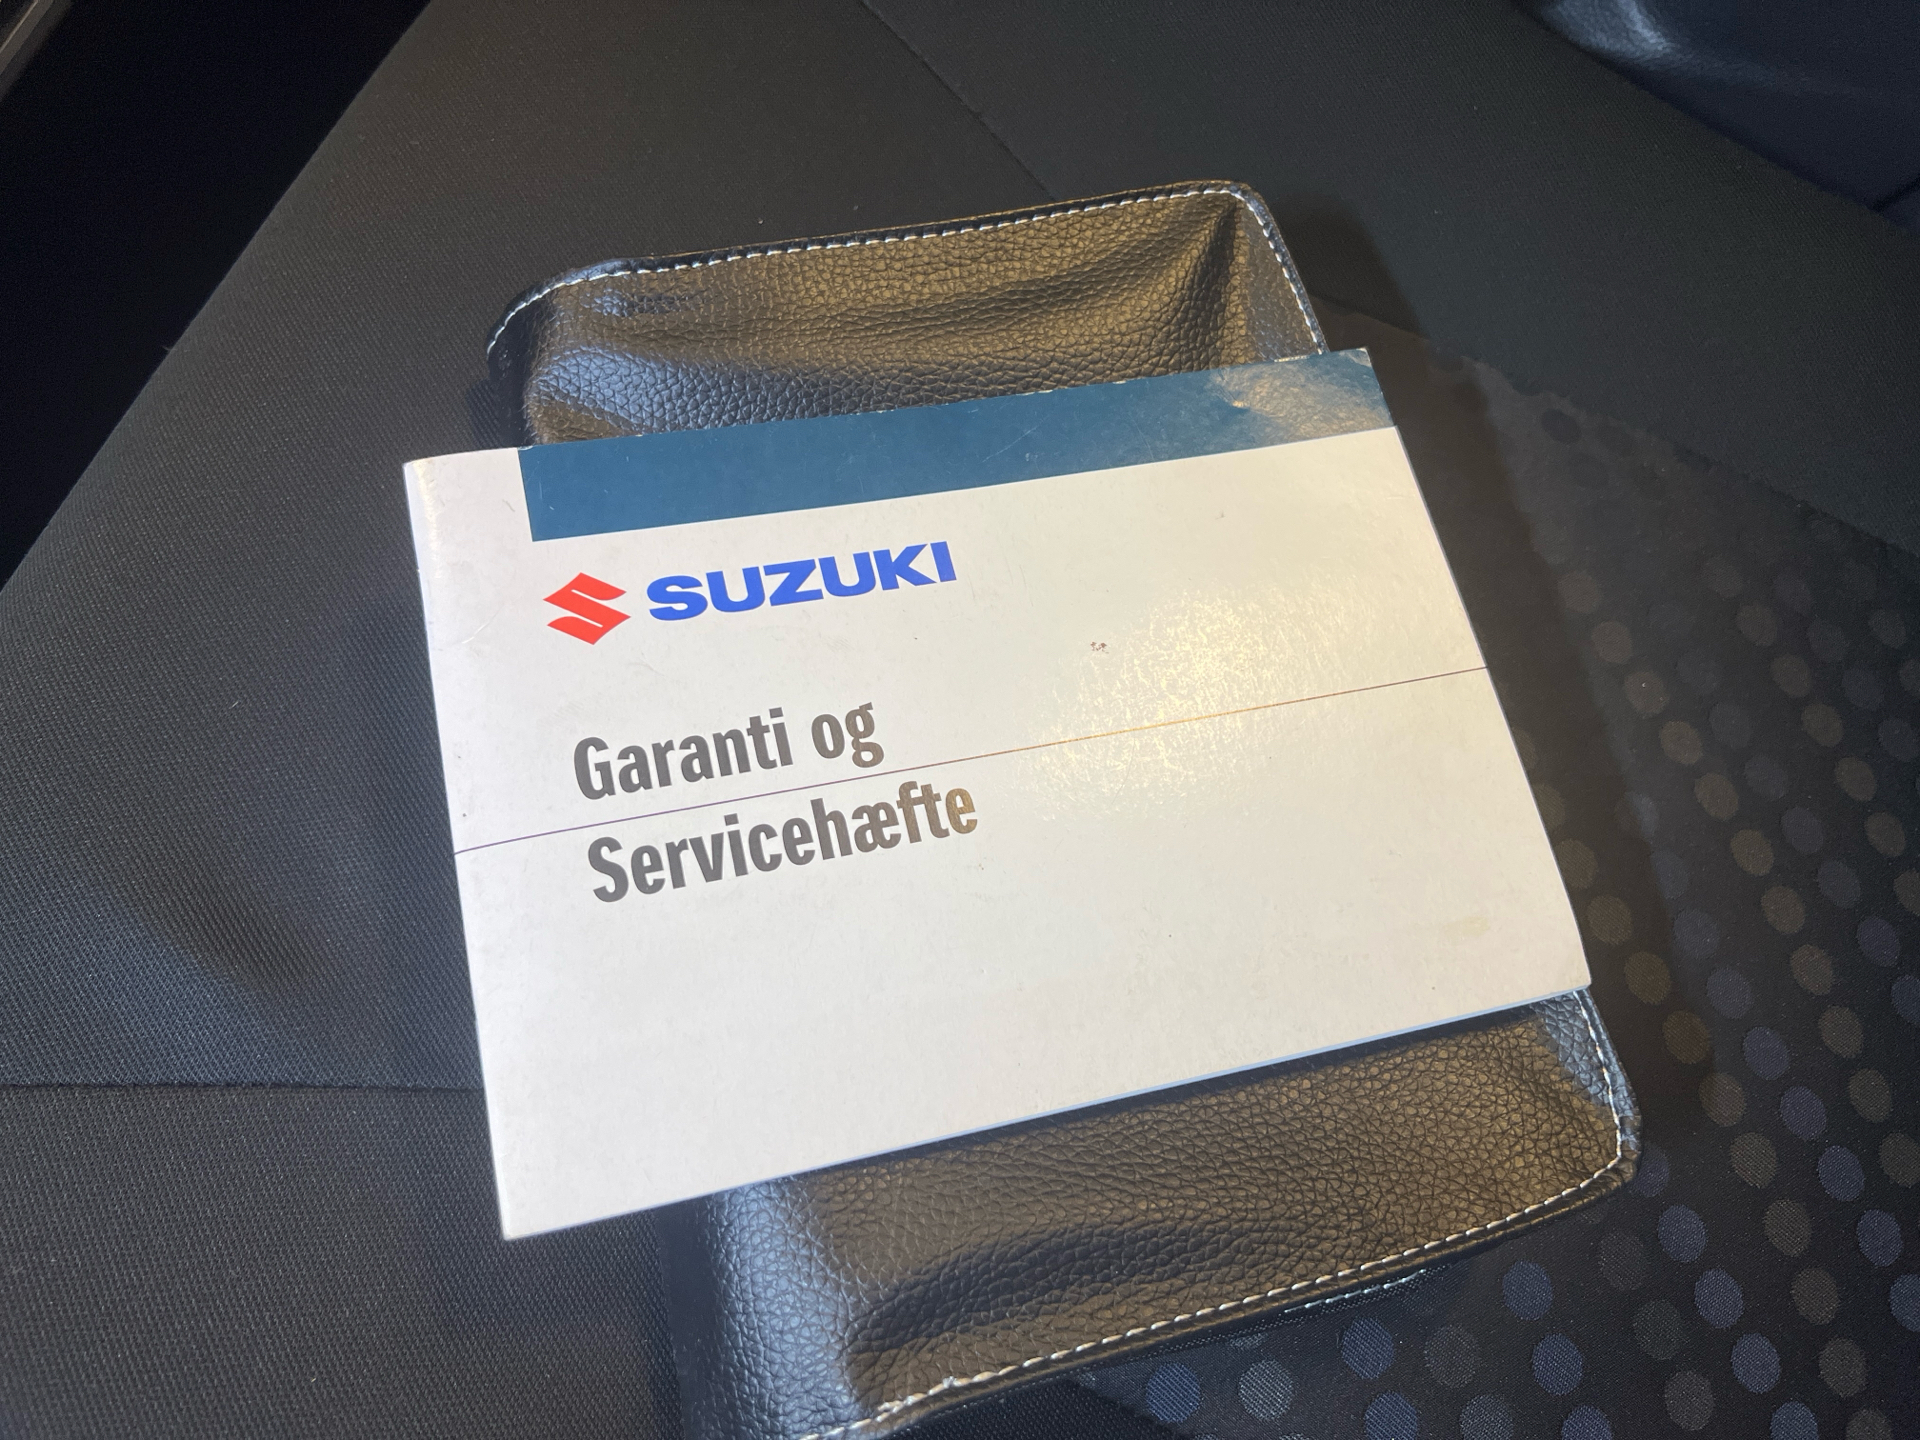 SUZUKI
Garanti og
Servicehæfte